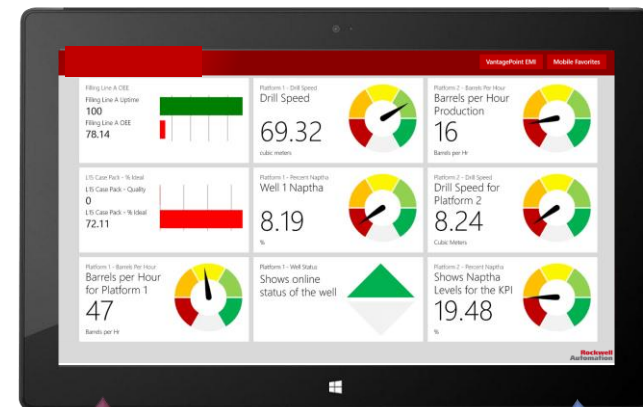 VantagePoint EMI
Mobile Favorites
Filling Line A OEE
Filling Line A Uptime
100
Filing Line A OEE
78.14
Platform 1 - Drill Speed
Drill Speed
69.32
cubic meters
Platform 2 - Barrels Per Hour
Barrels per Hour
Production
16
Barrels per Hr
L15 Case Pack - % Ideal
L15 Case Pack - Quality
0
L15 Case Pack - % Ideal
72.11
Platform 1 - Percent Naptha
Well 1 Naptha
8.19
%
Platform 2 - Drill Speed
Drill Speed for
Platform 2
8.24
Cubic Meters
Platform 1 - Barrels Per Hour
Barrels per Hour
for Platform 1
47
Barrels per Hr
Platform 1 - Well Status
Shows online
status of the well
Platform 2 - Percent Naptha
Shows Naptha
Levels for the KPI
19.48
%
Rockwell
Automation